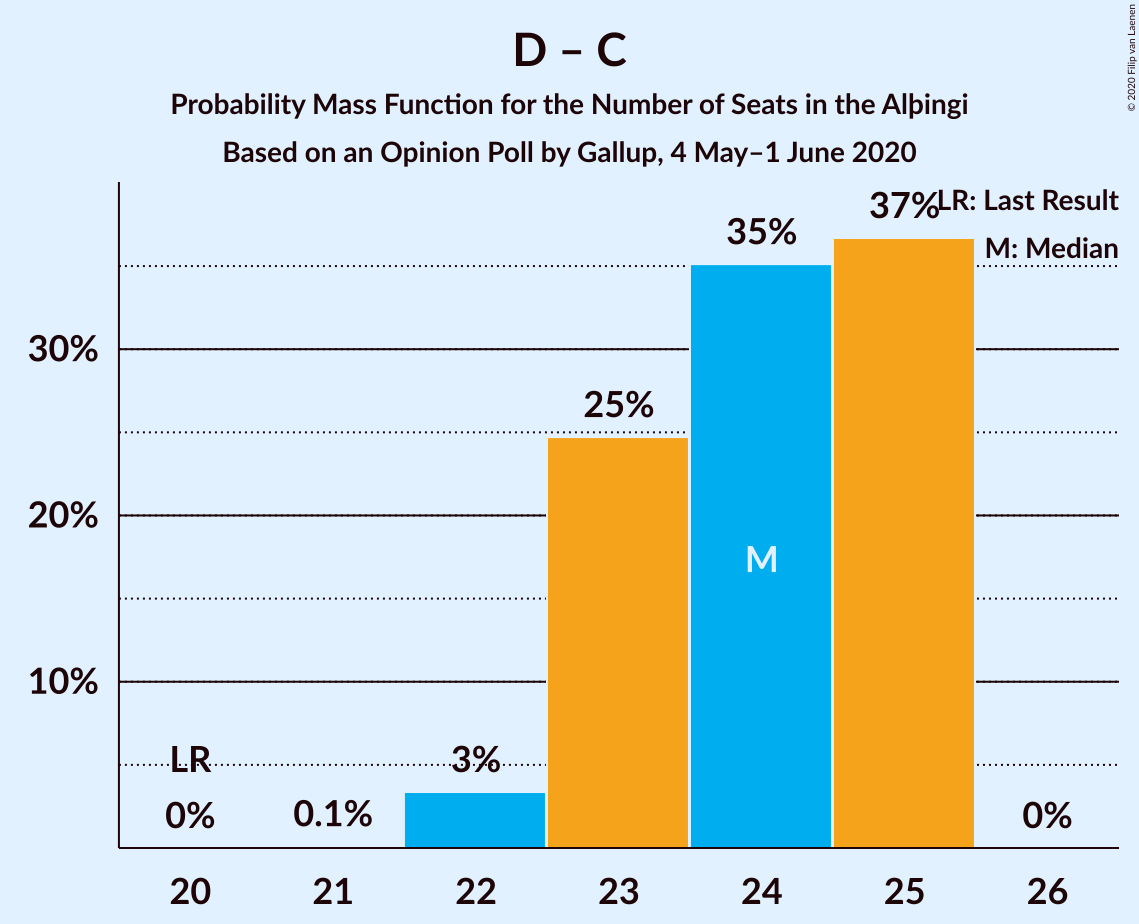 D – C
Probability Mass Function for the Number of Seats in the Alþingi
Based on an Opinion Poll by Gallup, 4 May–1 June 2020
© 2020 Filip van Laenen
LR: Last Result
M: Median
37%
35%
30%
25%
20%
M
10%
LR
3%
0%
0.1%
0%
20 21 22 23 24 25 26